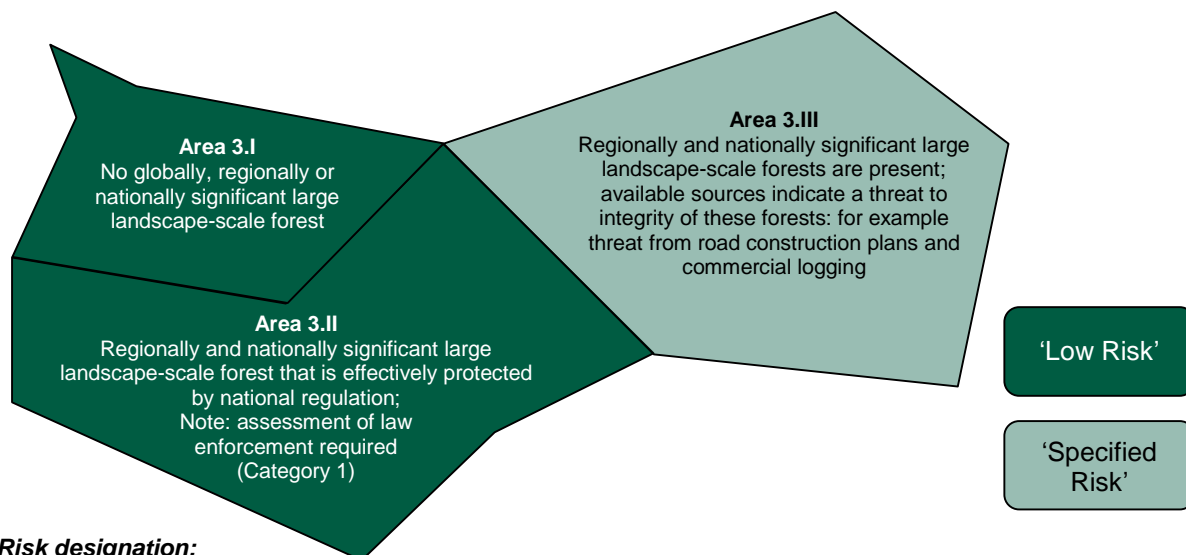 Area 3.I
No globally, regionally or
nationally significant large
landscape-scale forest
Area 3.III
Regionally and nationally significant large
landscape-scale forests are present;
available sources indicate a threat to
integrity of these forests: for example
threat from road construction plans and
commercial logging
Area 3.II
Regionally and nationally significant large
landscape-scale forest that is effectively protected
by national regulation;
Note: assessment of law
enforcement required
(Category 1)
‘Low Risk’
‘Specified
Risk’
Risk designation: